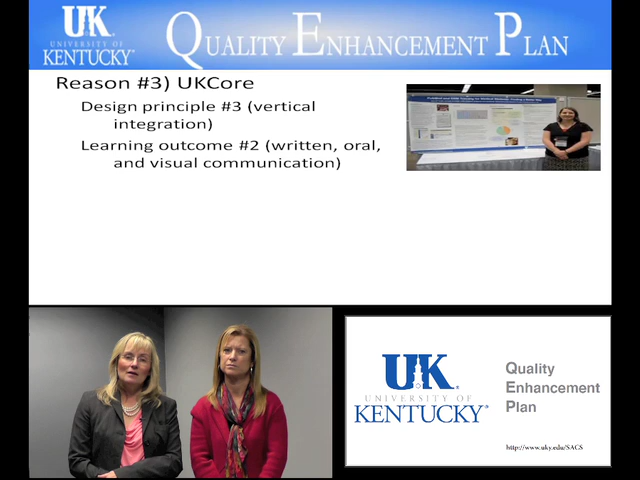 UK
UNIVERSITY OF
KENTUCKY
QUALITY ENHANCEMENT PLAN
Reason #3) UKCore
Design principle #3 (vertical
integration)
Learning outcome #2 (written, oral,
and visual communication)
UK
UNIVERSITY OF
KENTUCKY
Quality
Enhancement
Plan
http://www.uky.edu/SACS